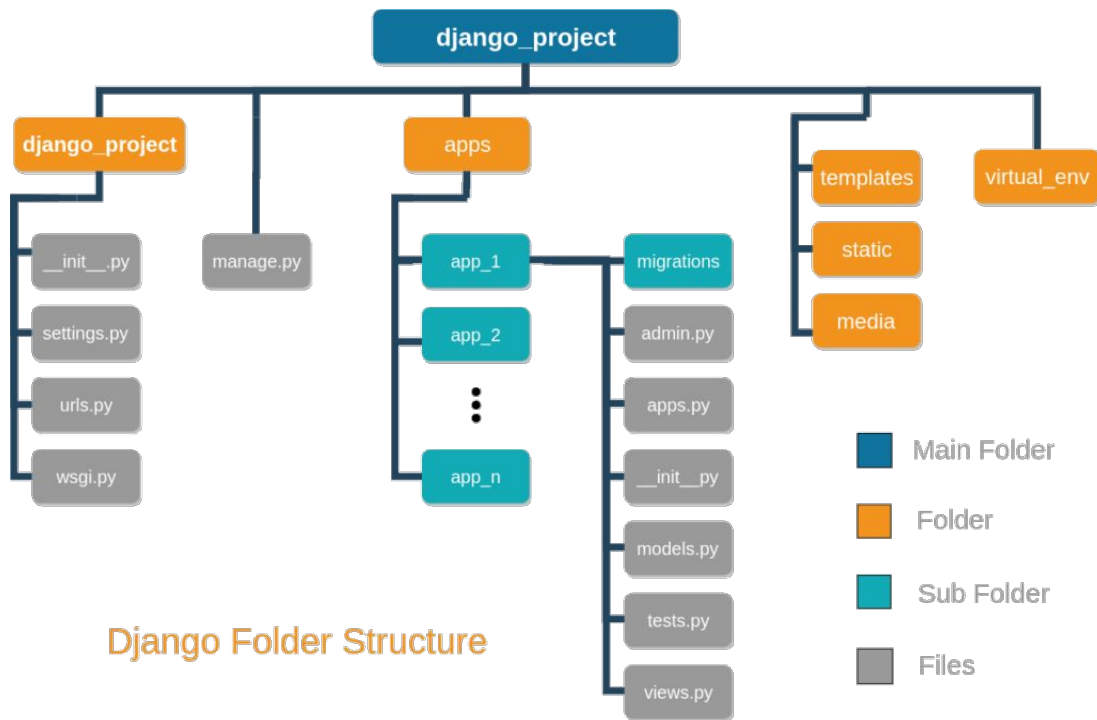 django_project
django_project
apps
templates
virtual_env
static
media
__init__.py
manage.py
app_1
migrations
settings.py
app_2
admin.py
urls.py
apps.py
wsgi.py
app_n
__init__py
models.py
tests.py
views.py
Main Folder
Folder
Sub Folder
Files
Django Folder Structure